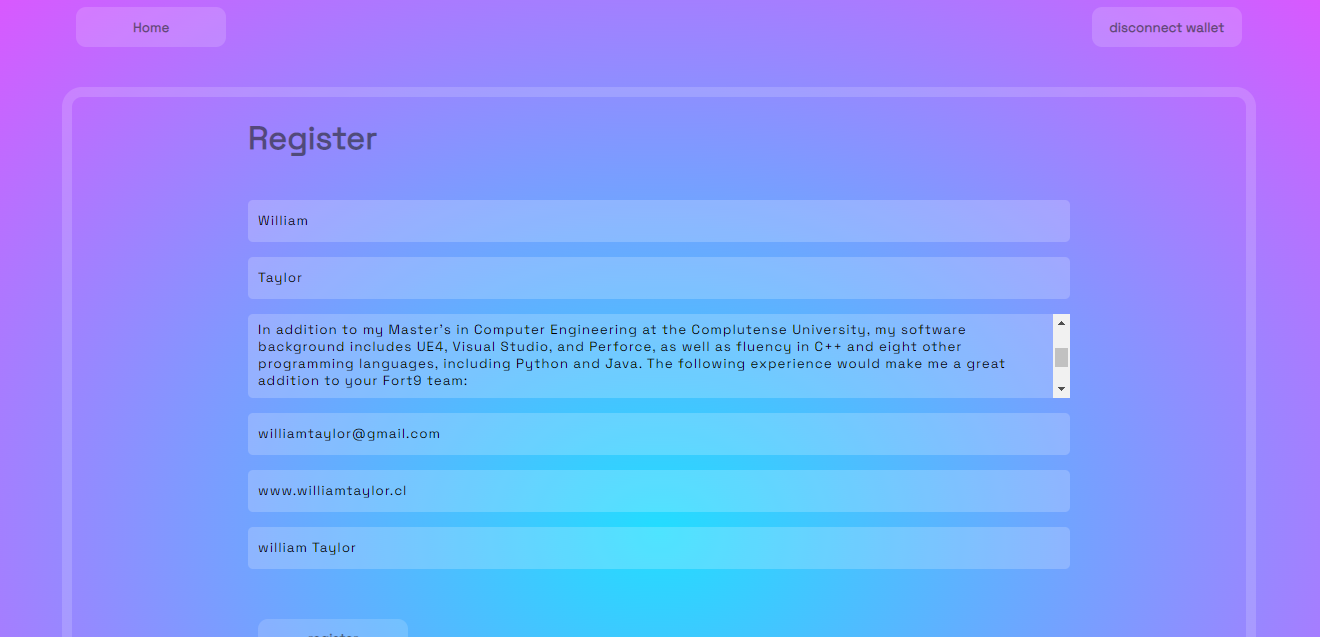 Home
disconnect wallet
Register
William
Taylor
In addition to my Master's in Computer Engineering at the Complutense University, my software
background includes UE4, Visual Studio, and Perforce, as well as fluency in C++ and eight other
programming languages, including Python and Java. The following experience would make me a great
addition to your Fort9 team:
williamtaylor@gmail.com
www.williamtaylor.cl
william Taylor
register